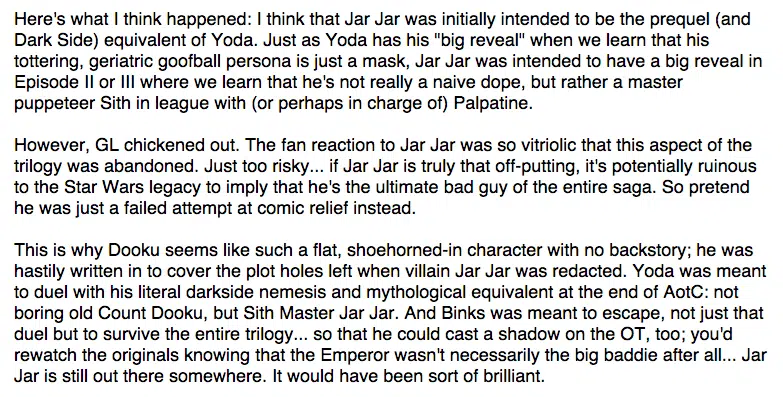 Here's what I think happened: I think that Jar Jar was initially intended to be the prequel (and
Dark Side) equivalent of Yoda. Just as Yoda has his "big reveal" when we learn that his
tottering, geriatric goofball persona is just a mask, Jar Jar was intended to have a big reveal in
Episode II or III where we learn that he's not really a naive dope, but rather a master
puppeteer Sith in league with (or perhaps in charge of) Palpatine.
However, GL chickened out. The fan reaction to Jar Jar was so vitriolic that this aspect of the
trilogy was abandoned. Just too risky... if Jar Jar is truly that off-putting, it's potentially ruinous
to the Star Wars legacy to imply that he's the ultimate bad guy of the entire saga. So pretend
he was just a failed attempt at comic relief instead.
This is why Dooku seems like such a flat, shoehorned-in character with no backstory; he was
hastily written in to cover the plot holes left when villain Jar Jar was redacted. Yoda was meant
to duel with his literal darkside nemesis and mythological equivalent at the end of AotC: not
boring old Count Dooku, but Sith Master Jar Jar. And Binks was meant to escape, not just that
duel but to survive the entire trilogy... so that he could cast a shadow on the OT, too; you'd
rewatch the originals knowing that the Emperor wasn't necessarily the big baddie after all... Jar
Jar is still out there somewhere. It would have been sort of brilliant.